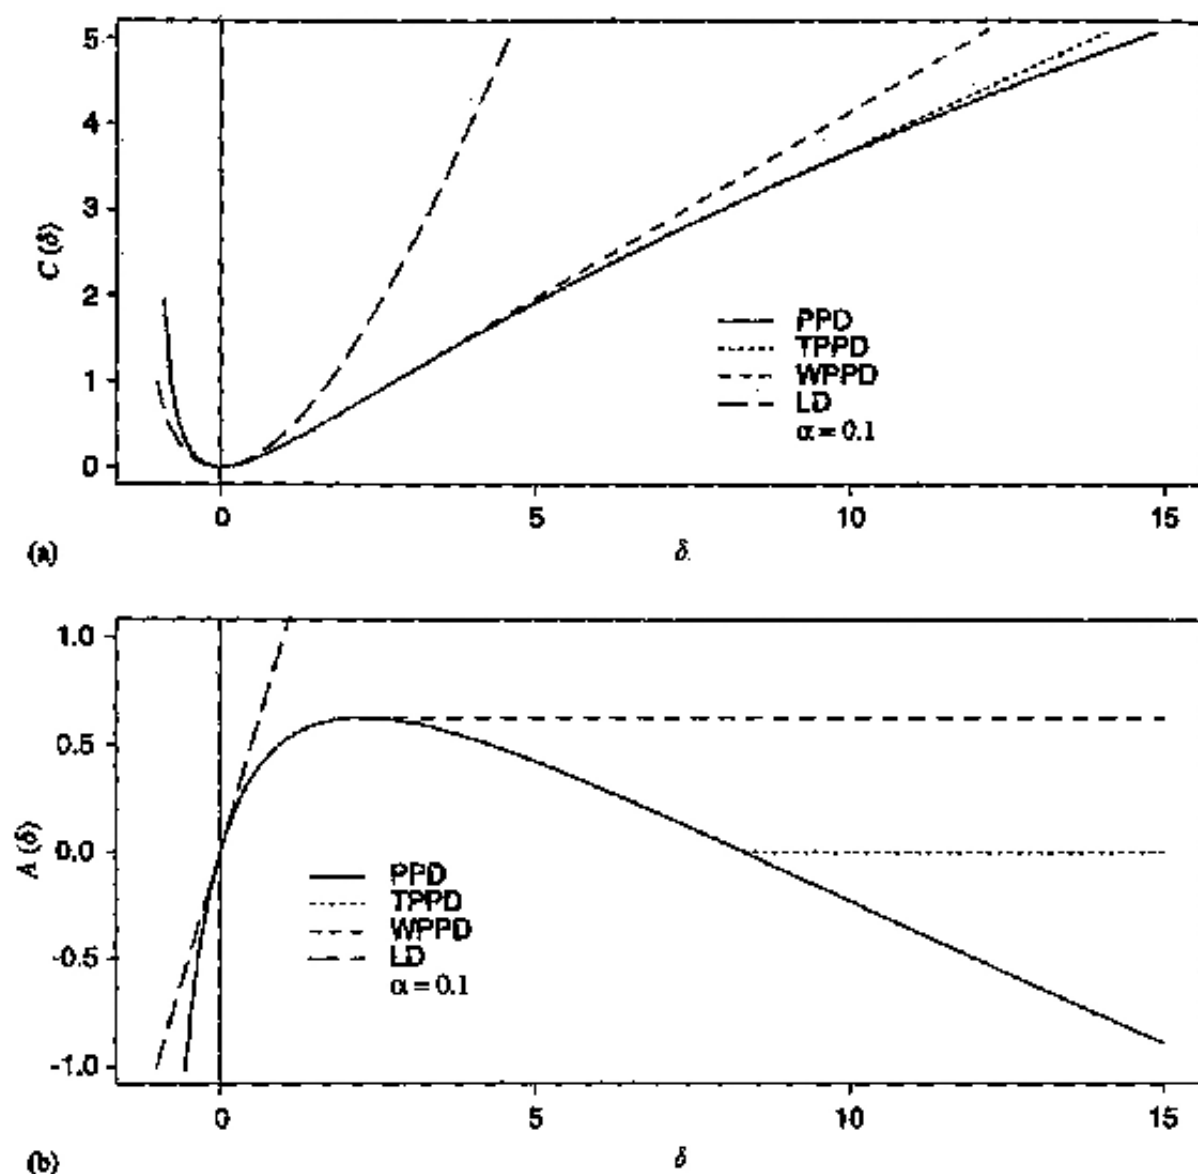 5
4
3
2
1
0
C (δ)
PPD
TPPD
WPPD
LD
α = 0.1
0 5 10 15
δ
(a)
1.0
0.5
0.0
-0.5
-1.0
A (δ)
PPD
TPPD
WPPD
LD
α = 0.1
0 5 10 15
δ
(b)